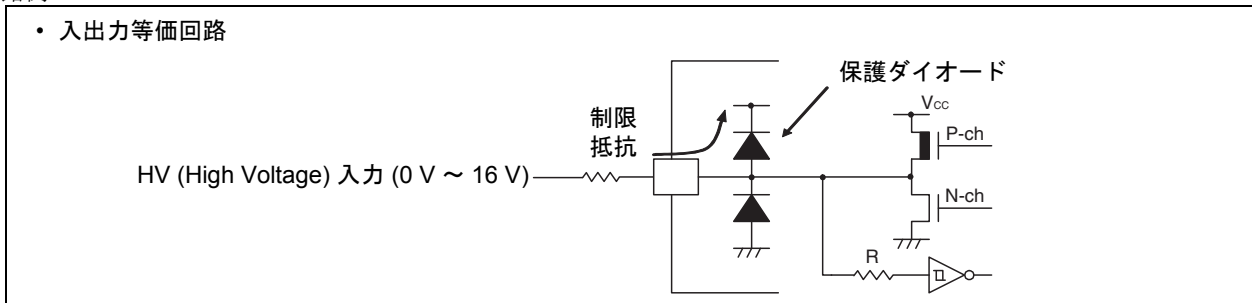 • 入出力等価回路
保護ダイオード
制限
抵抗
Vcc
P-ch
HV (High Voltage) 入力 (0 V ～ 16 V)
N-ch
R